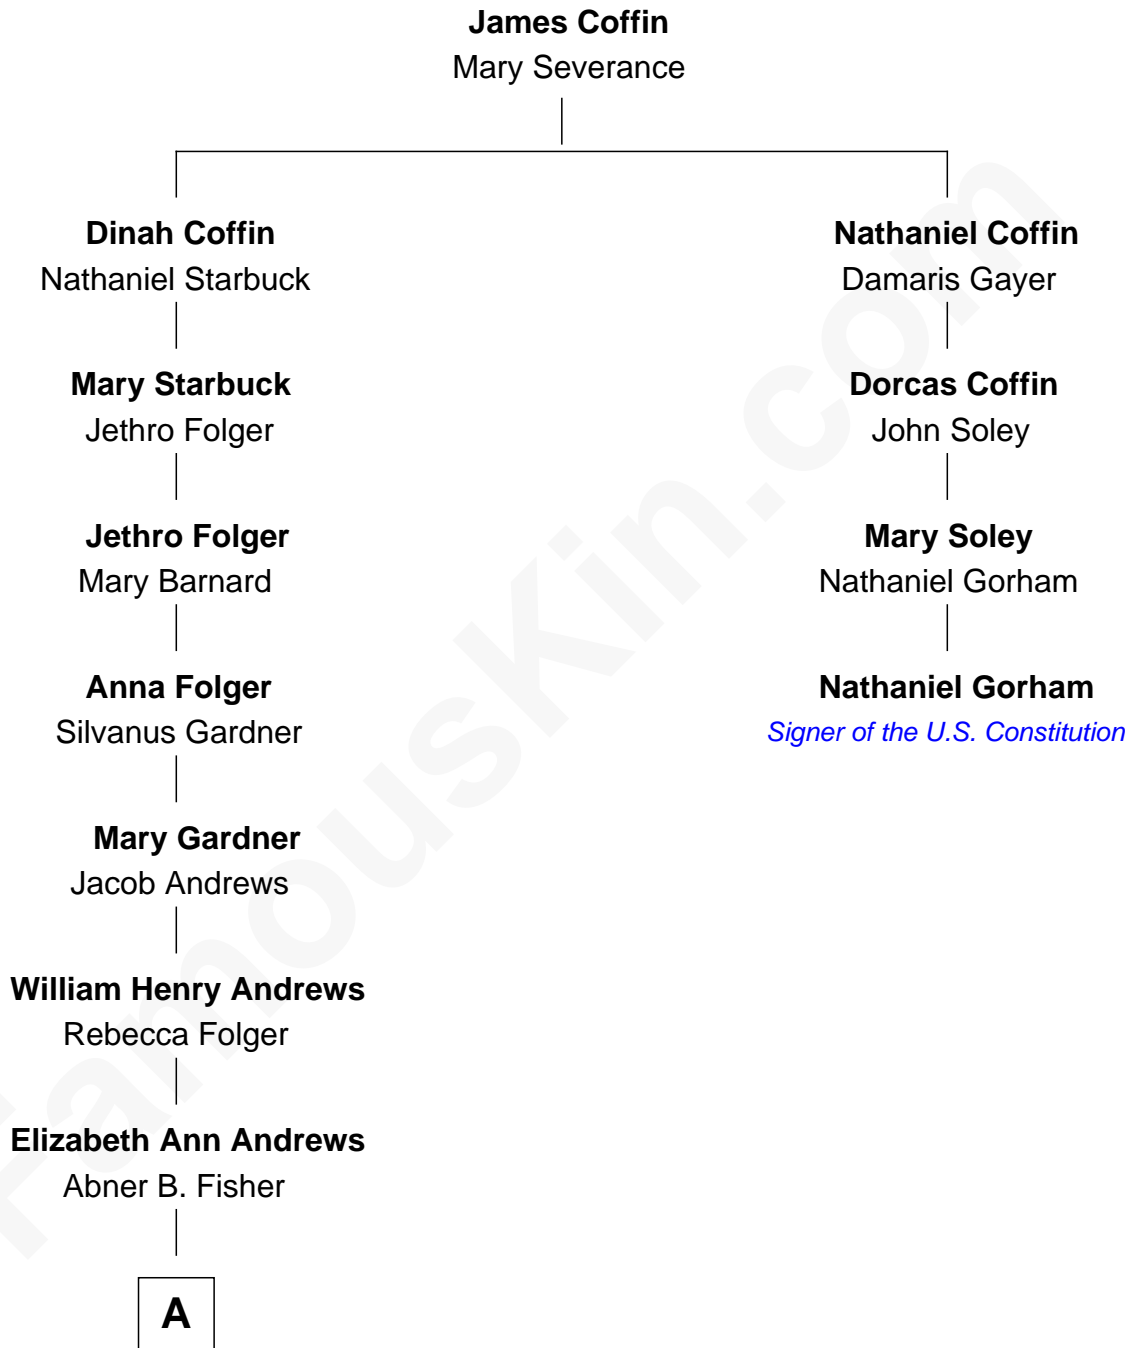 James Coffin
Mary Severance
Dinah Coffin
Nathaniel Starbuck
Nathaniel Coffin
Damaris Gayer
Mary Starbuck
Jethro Folger
Dorcas Coffin
John Soley
Jethro Folger
Mary Barnard
Mary Soley
Nathaniel Gorham
Anna Folger
Silvanus Gardner
Nathaniel Gorham
Signer of the U.S. Constitution
Mary Gardner
Jacob Andrews
William Henry Andrews
Rebecca Folger
Elizabeth Ann Andrews
Abner B. Fisher
A
FamousKin.com